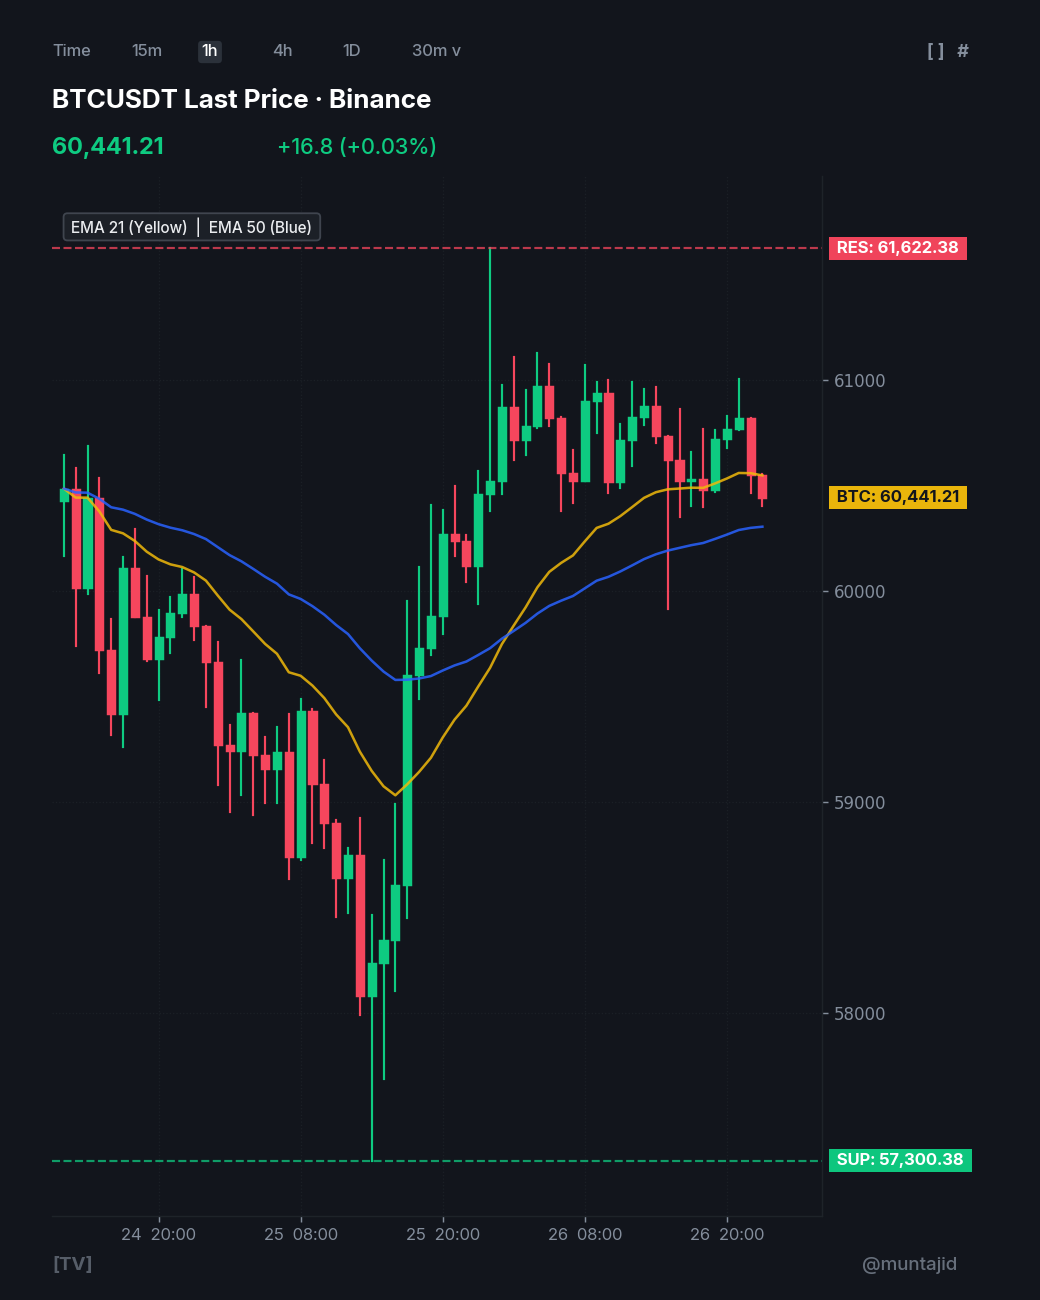 Time 15m 1h 4h 1D 30m v [ ] #
BTCUSDT Last Price · Binance
60,441.21 +16.8 (+0.03%)
EMA 21 (Yellow) | EMA 50 (Blue)
RES: 61,622.38
61000
BTC: 60,441.21
60000
59000
58000
SUP: 57,300.38
24 20:00 25 08:00 25 20:00 26 08:00 26 20:00
[TV] @muntajid